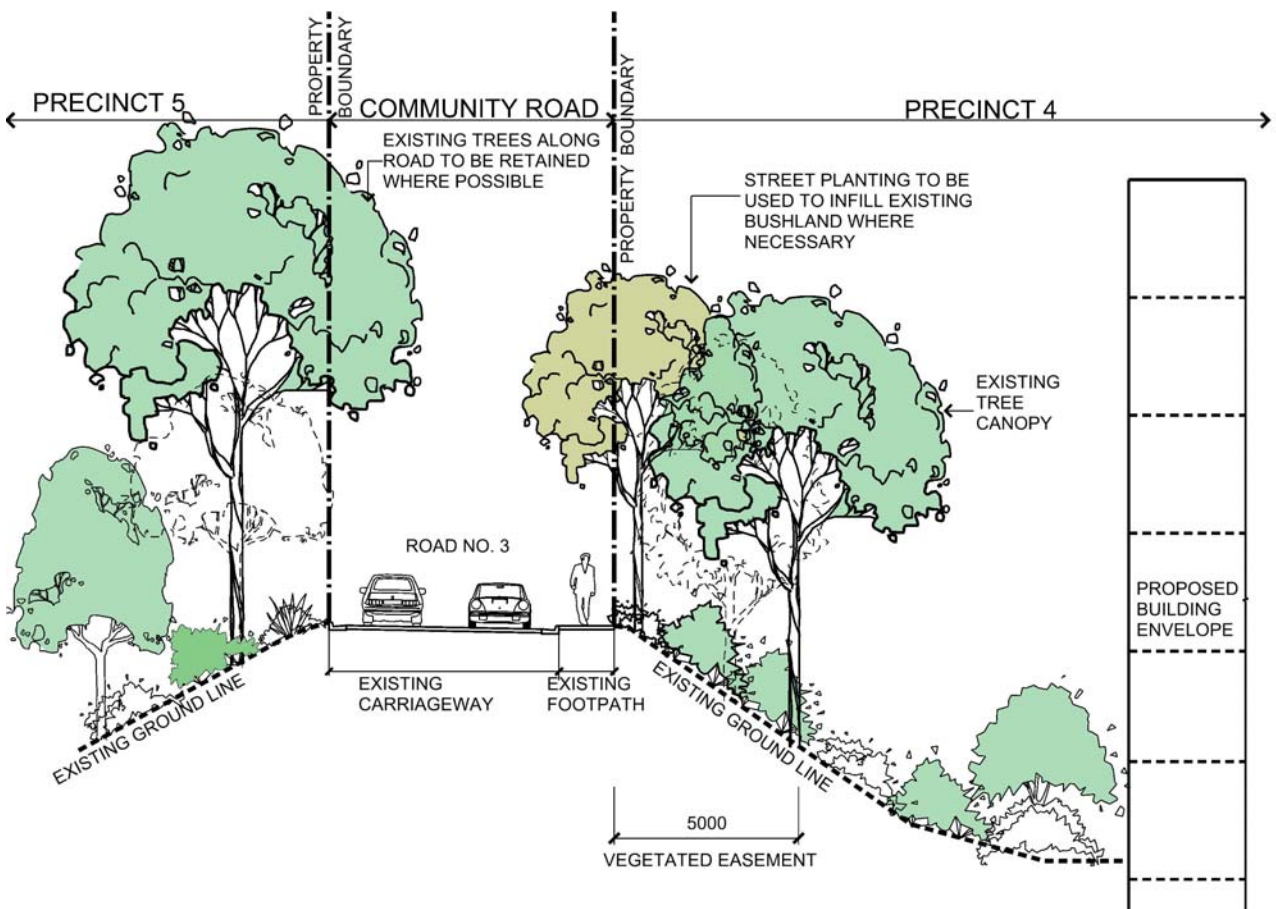 PROPERTY
BOUNDARY
PROPERTY BOUNDARY
PRECINCT 5
COMMUNITY ROAD
PRECINCT 4
EXISTING TREES ALONG
ROAD TO BE RETAINED
WHERE POSSIBLE
STREET PLANTING TO BE
USED TO INFILL EXISTING
BUSHLAND WHERE
NECESSARY
EXISTING
TREE
CANOPY
ROAD NO. 3
PROPOSED
BUILDING
ENVELOPE
EXISTING
CARRIAGEWAY
EXISTING
FOOTPATH
EXISTING GROUND LINE
EXISTING GROUND LINE
5000
VEGETATED EASEMENT